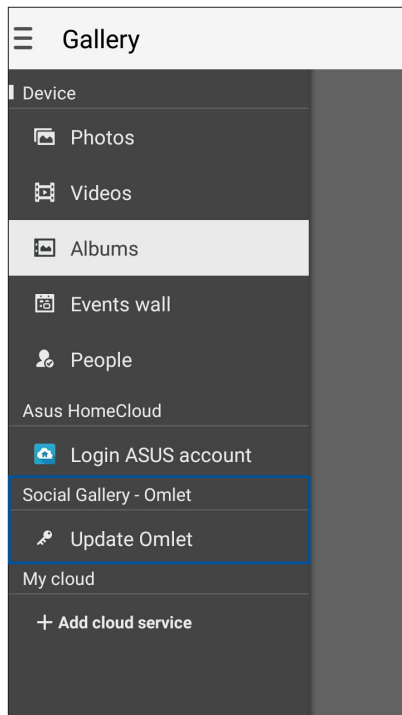 Gallery
Device
Photos
Videos
Albums
Events wall
People
Asus HomeCloud
Login ASUS account
Social Gallery - Omlet
Update Omlet
My cloud
+ Add cloud service